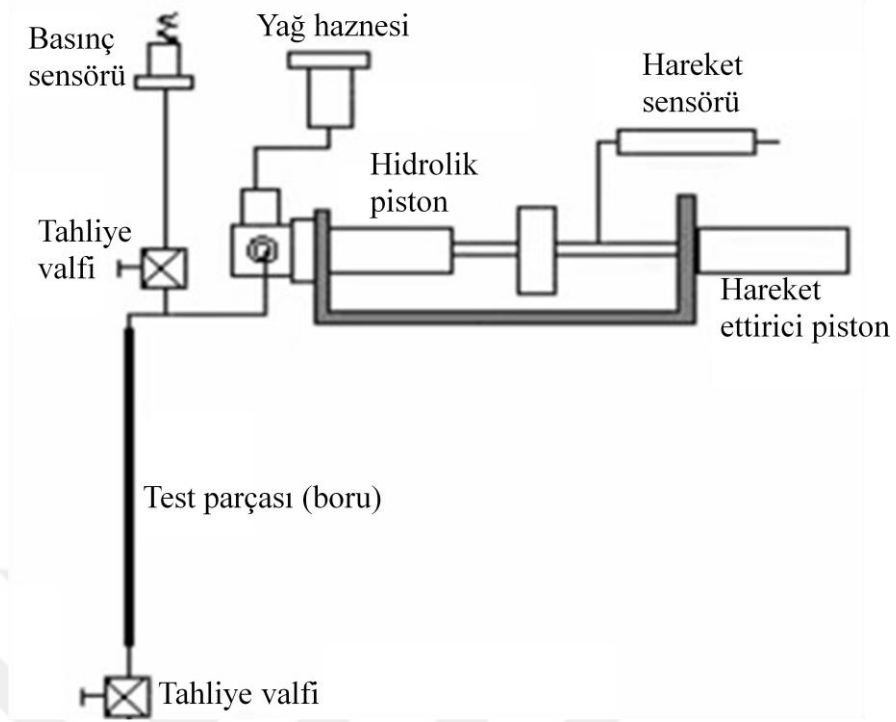 Basınç
sensörü
Yağ haznesi
Hareket
sensörü
Hidrolik
piston
Tahliye
valfi
Hareket
ettirici piston
Test parçası (boru)
Tahliye valfi